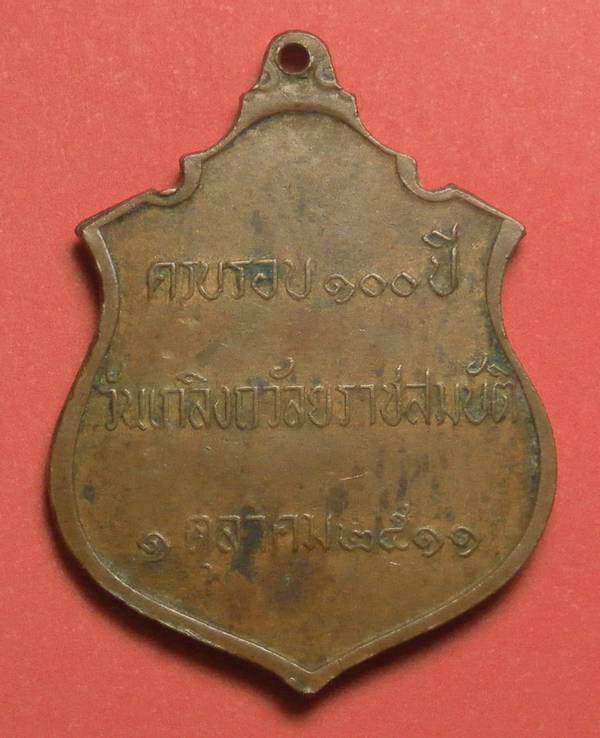 ครบรอบ ๑๐๐ ปี
วันเถลิงถวัลยราชสมบัติ
๑ ตุลาคม ๒๕๑๑